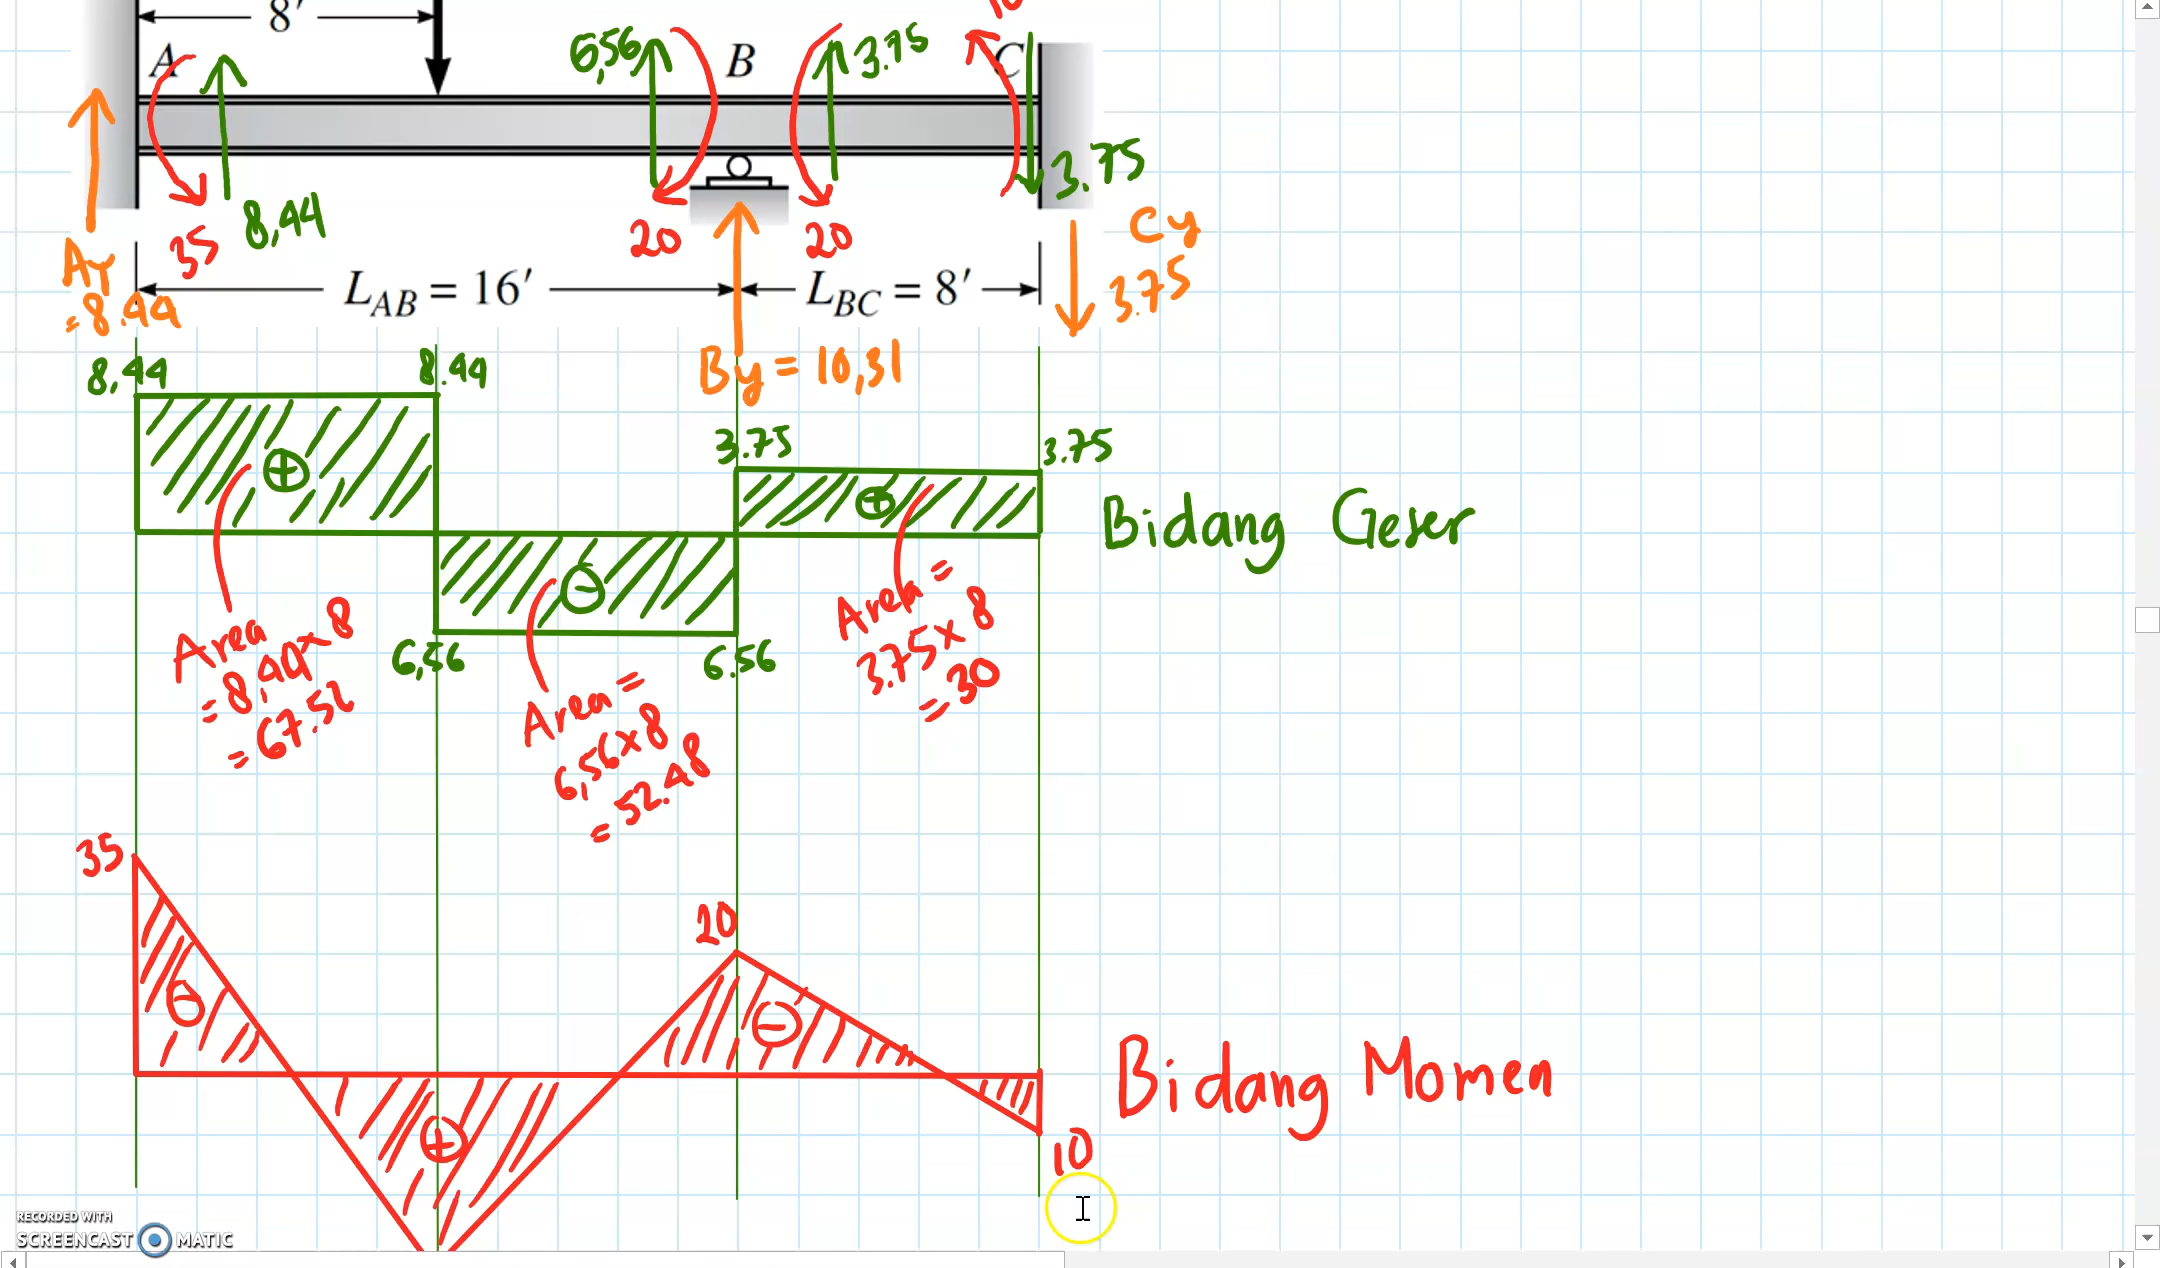 8′
A
6,56
B
3.75
C
35
8,44
20
20
3.75
Ay
=8.44
L_AB = 16′
L_BC = 8′
Cy
3.75
By = 10,31
8,44
8.44
3.75
3.75
⊕
⊕
⊖
Bidang Geser
6,56
6.56
Area
= 8,44 x 8
= 67.52
Area =
6,56 x 8
= 52.48
Area =
3.75 x 8
= 30
35
20
⊖
⊖
⊕
Bidang Momen
10
RECORDED WITH
SCREENCAST MATIC